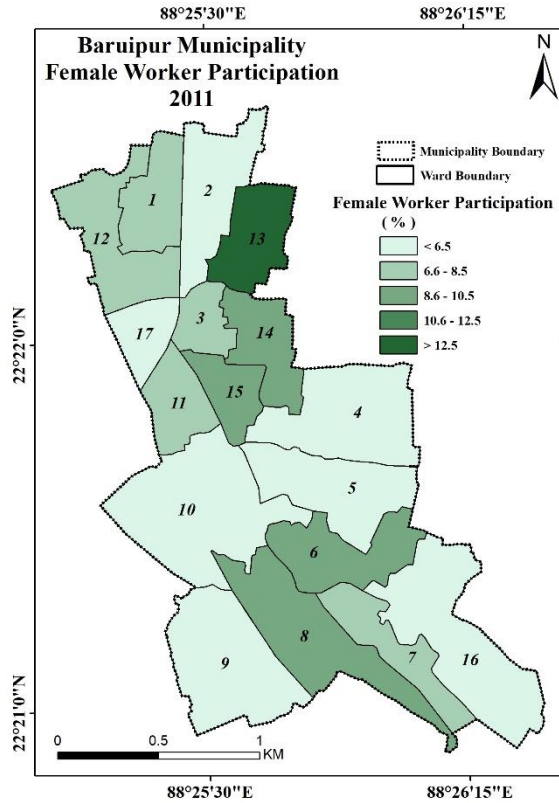 88°25'30"E 88°26'15"E
Baruipur Municipality
Female Worker Participation
2011
N
Municipality Boundary
Ward Boundary
Female Worker Participation
( % )
< 6.5
6.6 - 8.5
8.6 - 10.5
10.6 - 12.5
> 12.5
1
2
12
13
22°22'0"N
17
3
14
11
15
4
10
5
6
9
8
7
16
22°21'0"N
0 0.5 1
KM
88°25'30"E 88°26'15"E